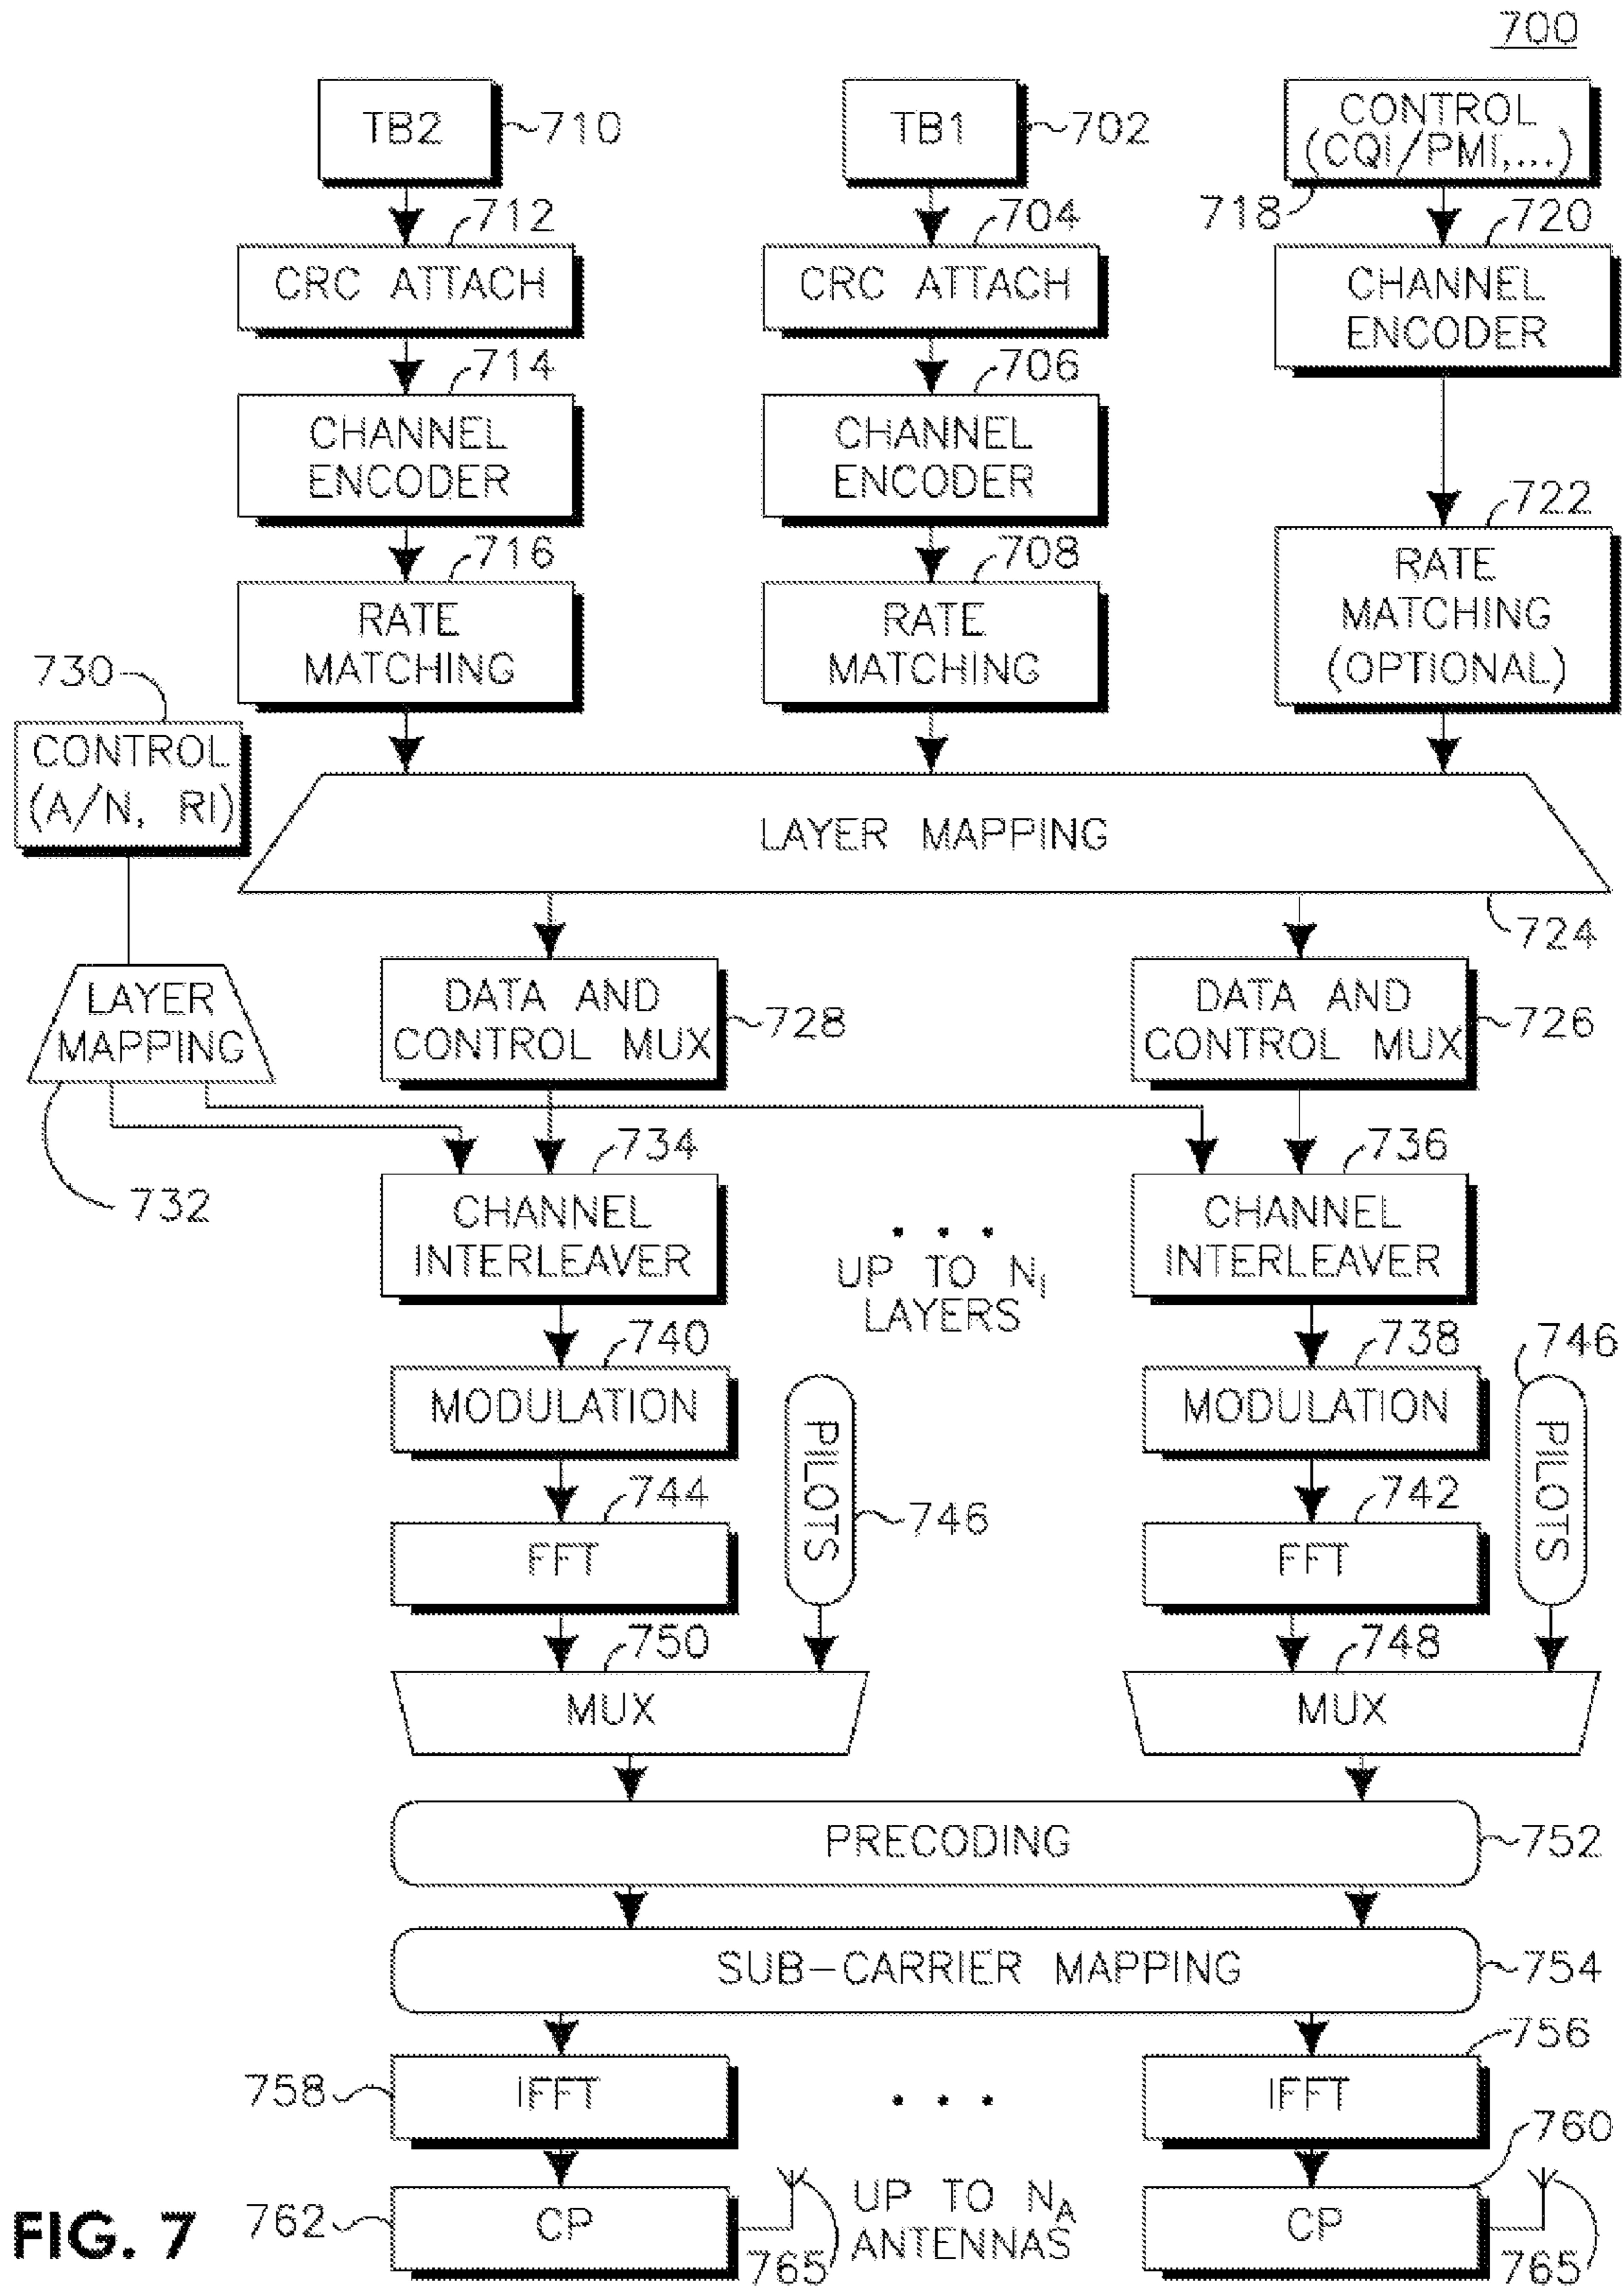 700
TB2
710
TB1
702
CONTROL
(CQI/PMI,...)
718
712
704
720
CRC ATTACH
CRC ATTACH
CHANNEL
ENCODER
714
706
CHANNEL
ENCODER
CHANNEL
ENCODER
722
716
708
RATE
MATCHING
RATE
MATCHING
RATE
MATCHING
(OPTIONAL)
730
CONTROL
(A/N, RI)
LAYER MAPPING
724
LAYER
MAPPING
732
DATA AND
CONTROL MUX
728
DATA AND
CONTROL MUX
726
734
736
CHANNEL
INTERLEAVER
CHANNEL
INTERLEAVER
. . .
UP TO Nl
LAYERS
740
738
746
MODULATION
MODULATION
PILOTS
746
PILOTS
744
742
FFT
FFT
750
748
MUX
MUX
PRECODING
752
SUB-CARRIER MAPPING
754
756
758
IFFT
. . .
IFFT
760
762
CP
765
UP TO NA
ANTENNAS
CP
765
FIG. 7